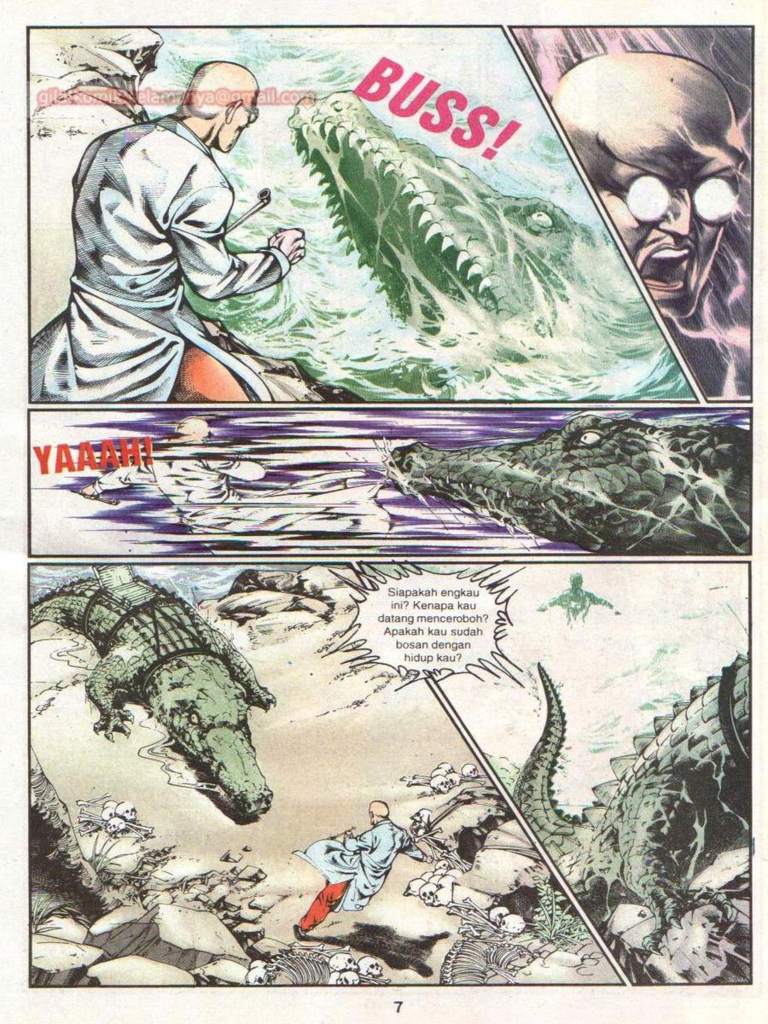 BUSS!
YAAAH!
Siapakah engkau
ini? Kenapa kau
datang menceroboh?
Apakah kau sudah
bosan dengan
hidup kau?
7